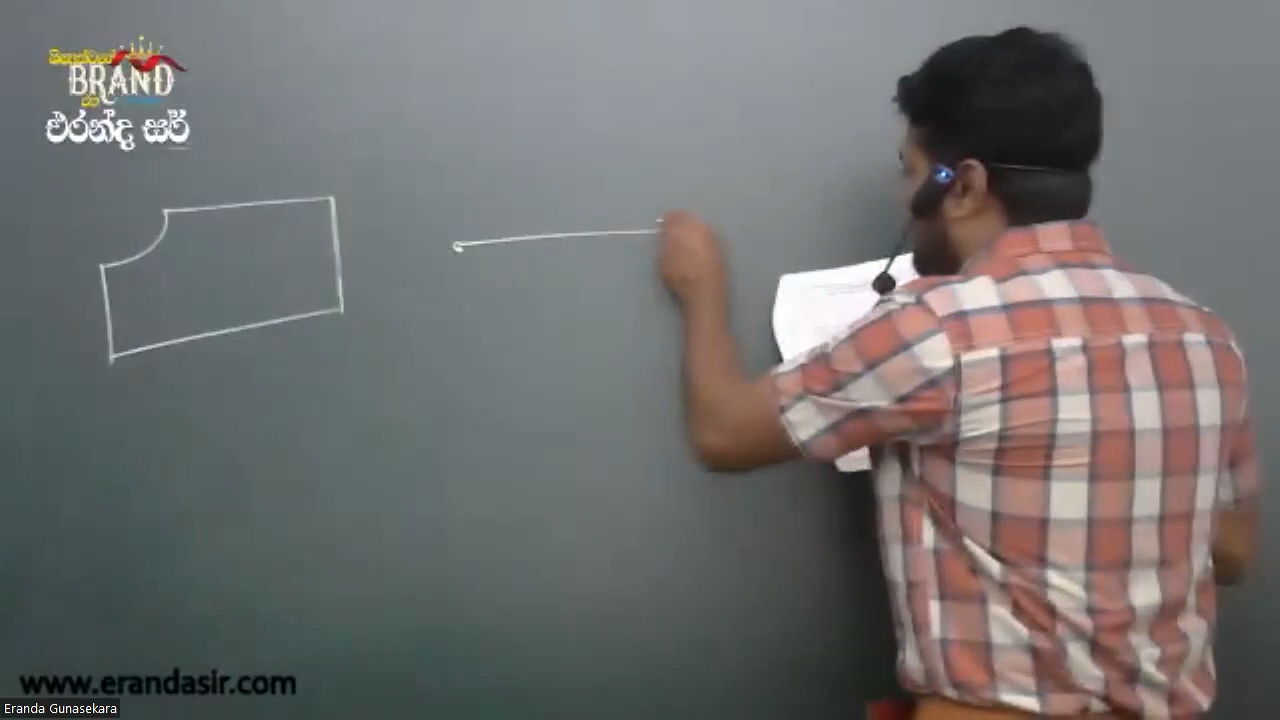 BRAND
එරන්ද සර්
www.erandasir.com
Eranda Gunasekara